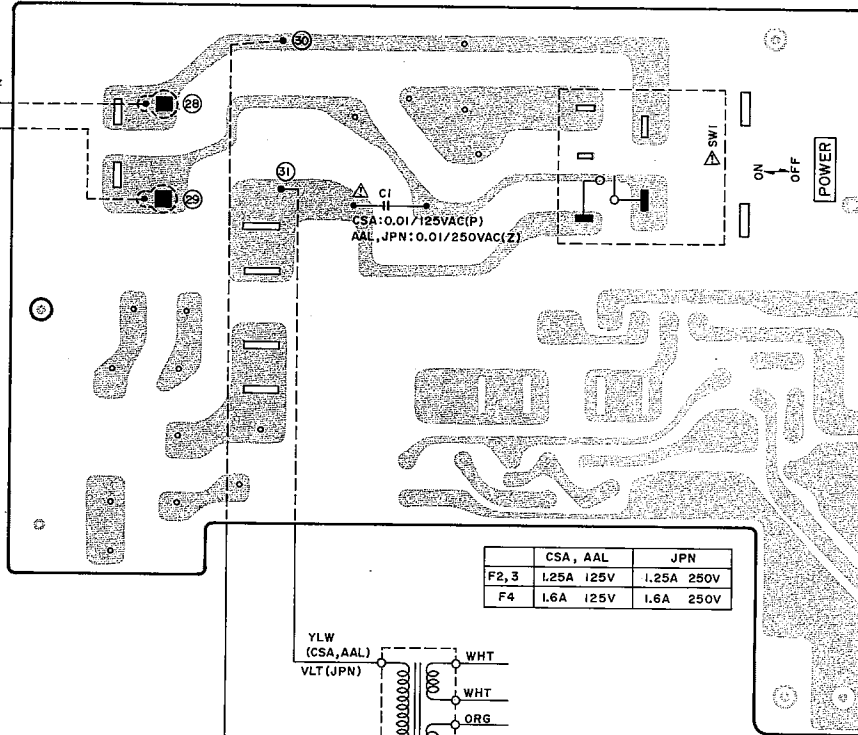 30
28
29
31
⚠ C1
CSA:0.01/125VAC(P)
AAL,JPN:0.01/250VAC(Z)
⚠ SW1
ON ↔ OFF
POWER
CSA, AAL JPN
F2,3 1.25A 125V 1.25A 250V
F4 1.6A 125V 1.6A 250V
YLW
(CSA,AAL)
VLT(JPN)
WHT
WHT
ORG